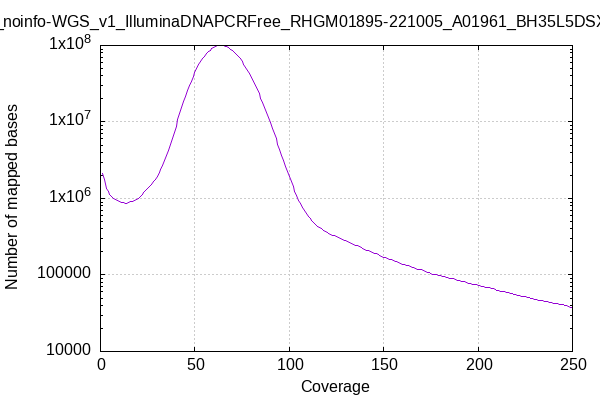 _noinfo-WGS_v1_IlluminaDNAPCRFree_RHGM01895-221005_A01961_BH35L5DSX
1x10^8
1x10^7
1x10^6
100000
10000
Number of mapped bases
0 50 100 150 200 250
Coverage